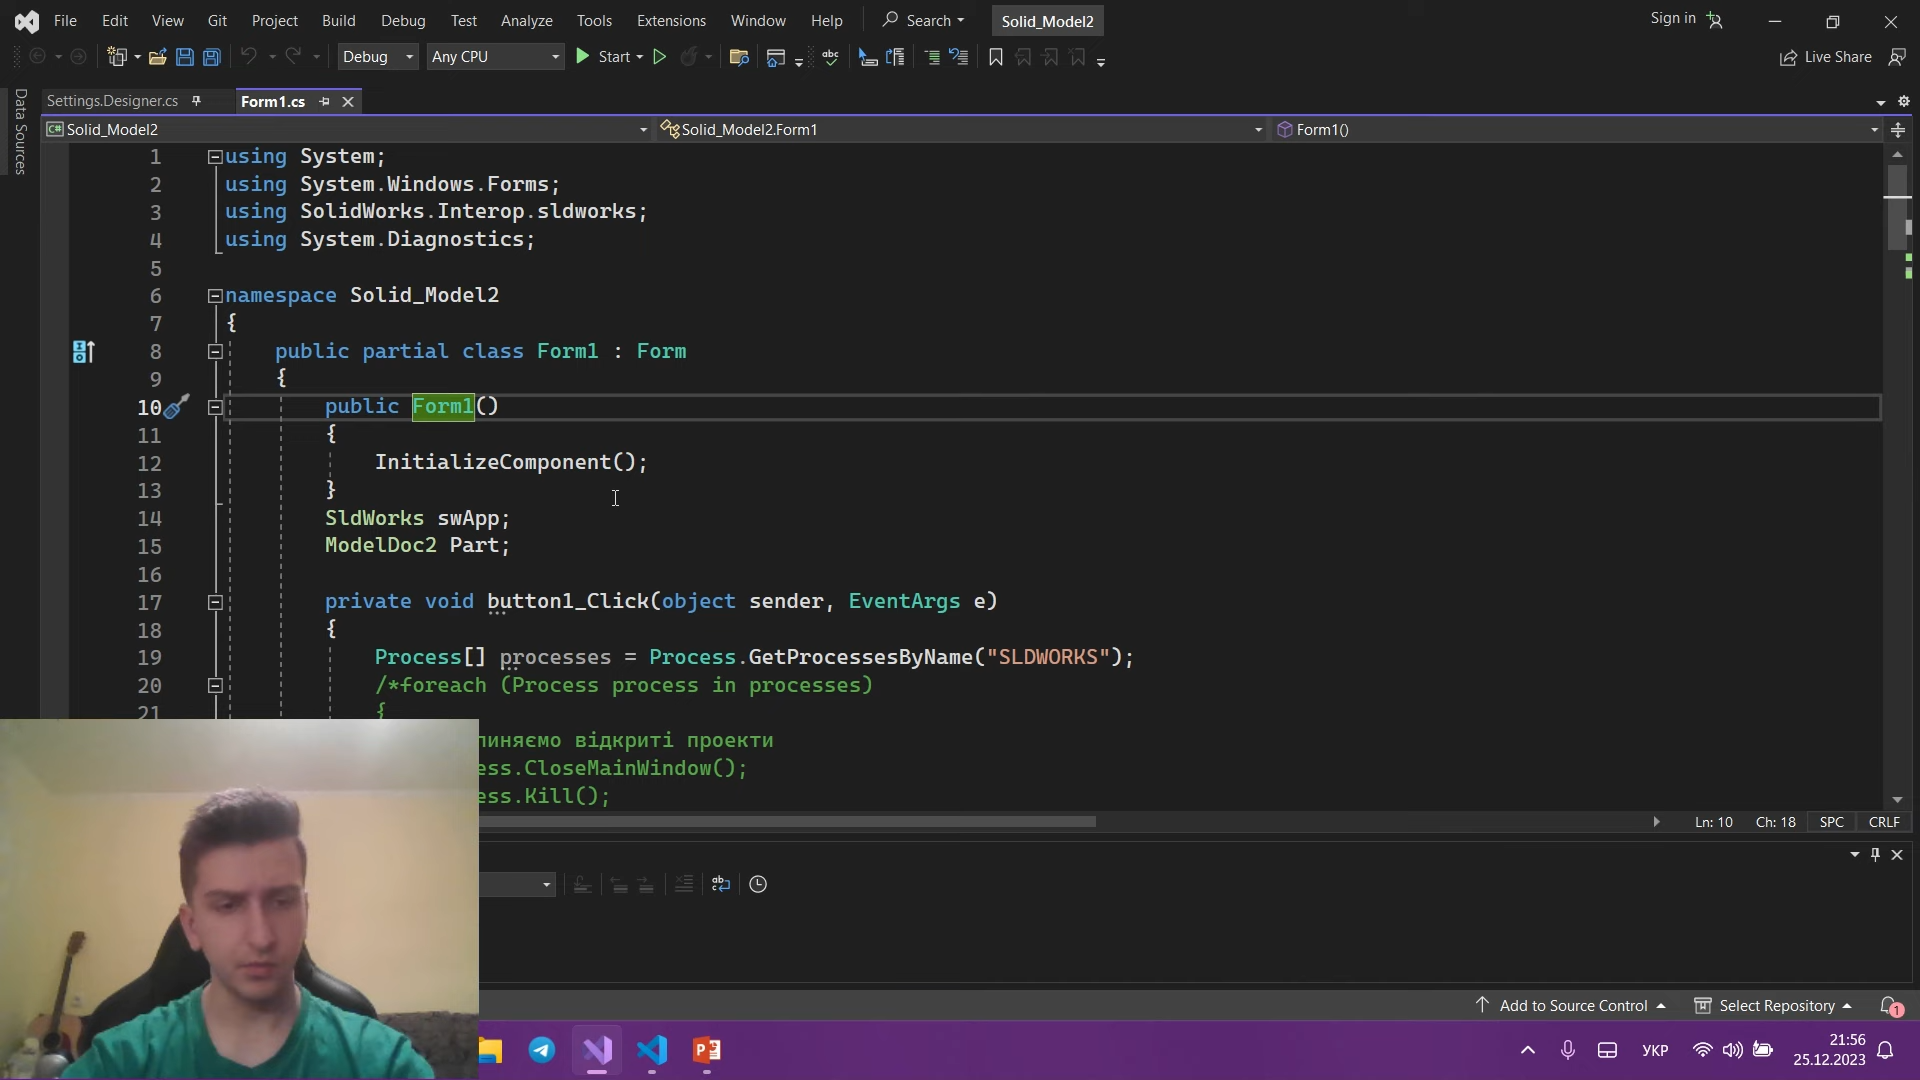 File Edit View Git Project Build Debug Test Analyze Tools Extensions Window Help Search Solid_Model2 Sign in
Debug Any CPU Start Live Share
Data Sources
Settings.Designer.cs Form1.cs
C# Solid_Model2 Solid_Model2.Form1 Form1()
1 using System;
2 using System.Windows.Forms;
3 using SolidWorks.Interop.sldworks;
4 using System.Diagnostics;
5
6 namespace Solid_Model2
7 {
8 public partial class Form1 : Form
9 {
10 public Form1()
11 {
12 InitializeComponent();
13 }
14 SldWorks swApp;
15 ModelDoc2 Part;
16
17 private void button1_Click(object sender, EventArgs e)
18 {
19 Process[] processes = Process.GetProcessesByName("SLDWORKS");
20 /*foreach (Process process in processes)
21 {
пиняємо відкриті проекти
ess.CloseMainWindow();
ess.Kill();
Ln: 10 Ch: 18 SPC CRLF
Add to Source Control Select Repository 1
УКР 21:56
25.12.2023